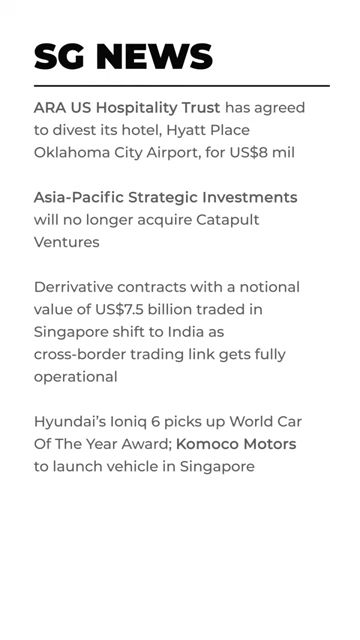 SG NEWS
ARA US Hospitality Trust has agreed
to divest its hotel, Hyatt Place
Oklahoma City Airport, for US$8 mil
Asia-Pacific Strategic Investments
will no longer acquire Catapult
Ventures
Derrivative contracts with a notional
value of US$7.5 billion traded in
Singapore shift to India as
cross-border trading link gets fully
operational
Hyundai’s Ioniq 6 picks up World Car
Of The Year Award; Komoco Motors
to launch vehicle in Singapore